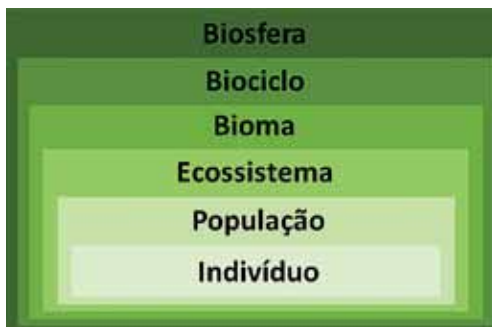 Biosfera
Biociclo
Bioma
Ecossistema
População
Indivíduo